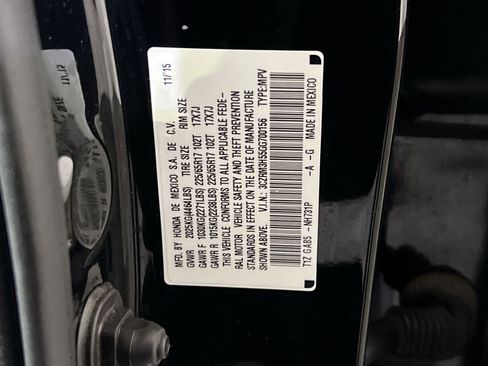 MFD. BY HONDA DE MEXICO S.A. DE C.V. 11/15
TIRE SIZE RIM SIZE
GVWR 2025KG(4464LBS)
GAWR F 1030KG(2271LBS) 225/65R17 102T 17X7J
GAWR R 1015KG(2238LBS) 225/65R17 102T 17X7J
THIS VEHICLE CONFORMS TO ALL APPLICABLE FEDE-
RAL MOTOR VEHICLE SAFETY AND THEFT PREVENTION
STANDARDS IN EFFECT ON THE DATE OF MANUFACTURE
SHOWN ABOVE. V.I.N.: 3CZRM3H55GG700156 TYPE:MPV
T1Z GAB5 -NH731P -A -G MADE IN MEXICO